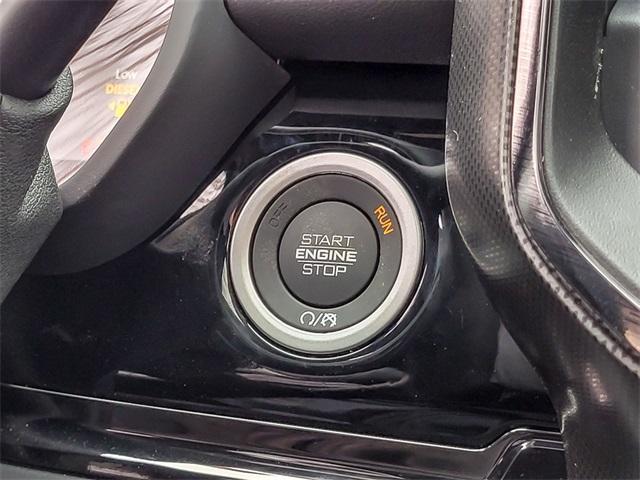 Low
DIESEL
OFF
RUN
START
ENGINE
STOP